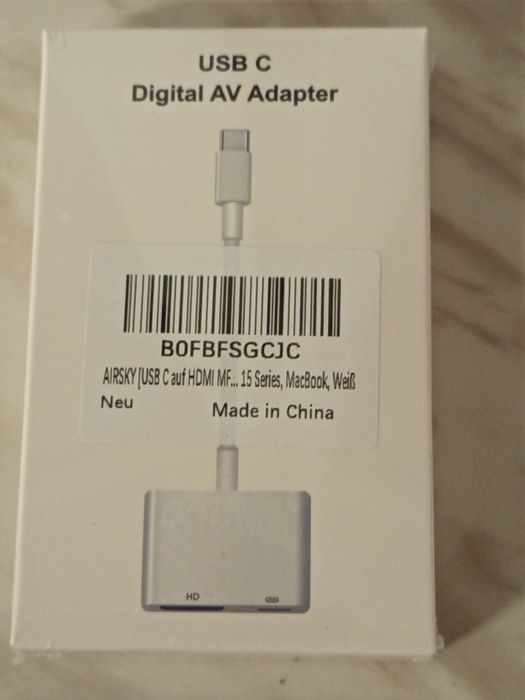 USB C
Digital AV Adapter
B0FBFSGCJC
AIRSKY [USB C auf HDMI MF... 15 Series, MacBook, Weiß
Neu
Made in China
HD